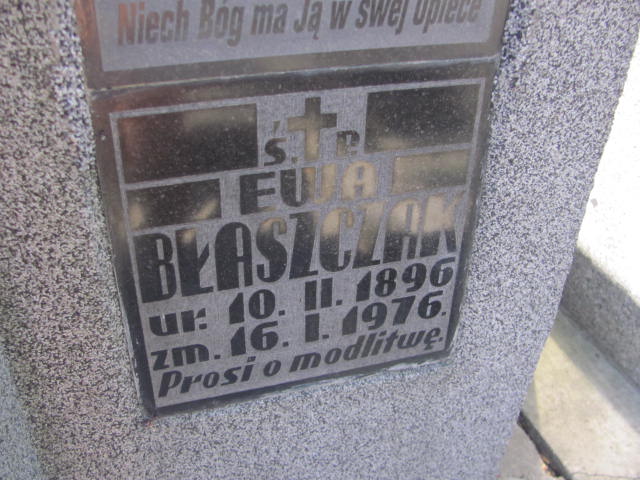 Niech Bóg ma Ją w swej opiece
ś. † P.
EWA
BŁASZCZAK
ur. 10. II. 1896
zm. 16. I. 1976.
Prosi o modlitwę.